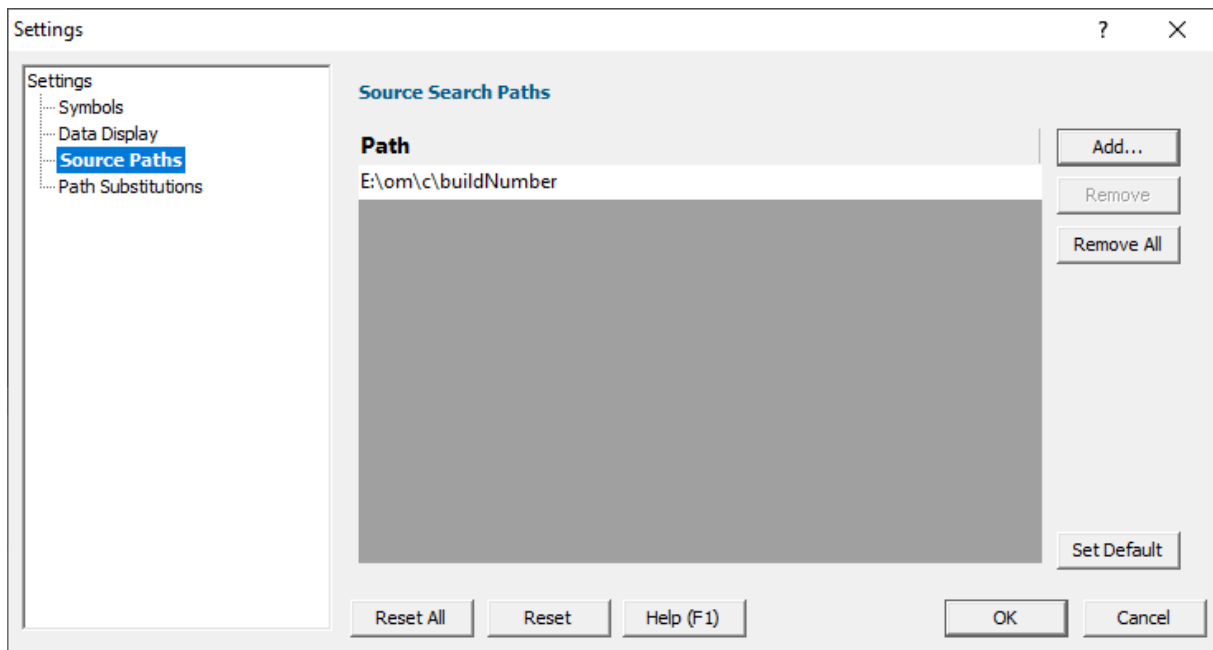 Settings
?
Settings
Symbols
Data Display
Source Paths
Path Substitutions
Source Search Paths
Path
E:\om\c\buildNumber
Add...
Remove
Remove All
Set Default
Reset All
Reset
Help (F1)
OK
Cancel